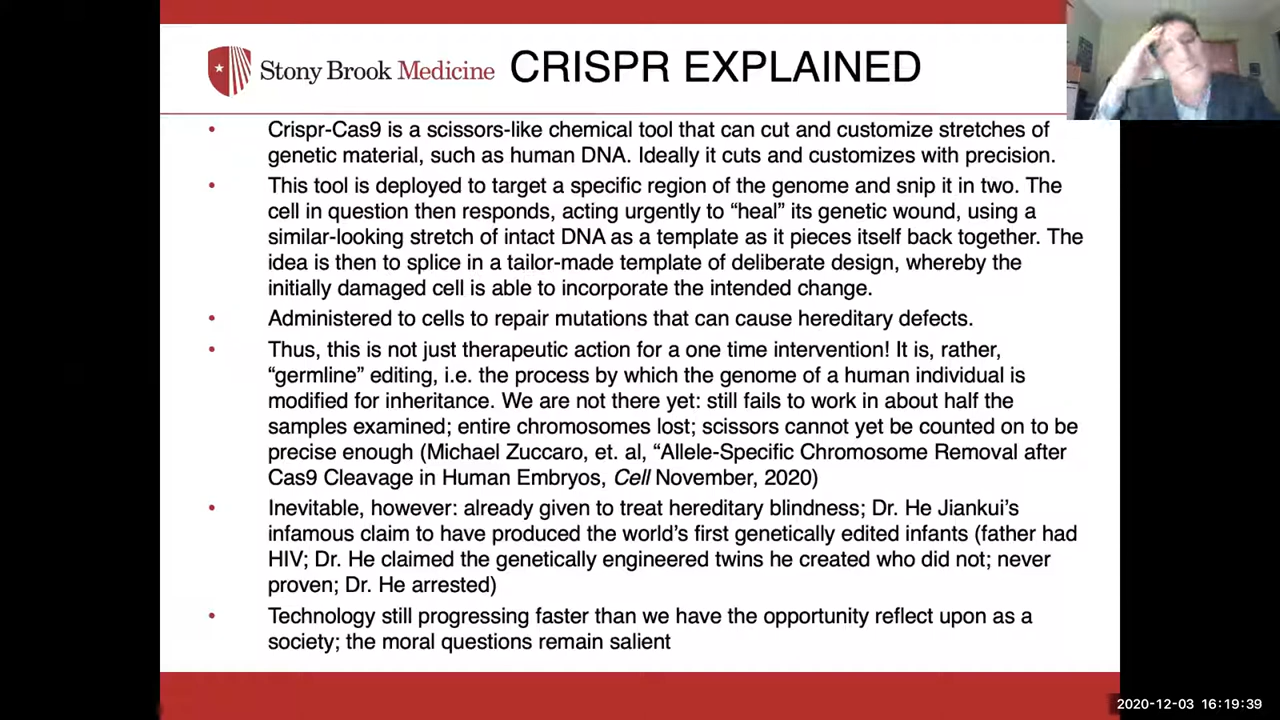 Stony Brook Medicine CRISPR EXPLAINED
• Crispr-Cas9 is a scissors-like chemical tool that can cut and customize stretches of
genetic material, such as human DNA. Ideally it cuts and customizes with precision.
• This tool is deployed to target a specific region of the genome and snip it in two. The
cell in question then responds, acting urgently to “heal” its genetic wound, using a
similar-looking stretch of intact DNA as a template as it pieces itself back together. The
idea is then to splice in a tailor-made template of deliberate design, whereby the
initially damaged cell is able to incorporate the intended change.
• Administered to cells to repair mutations that can cause hereditary defects.
• Thus, this is not just therapeutic action for a one time intervention! It is, rather,
“germline” editing, i.e. the process by which the genome of a human individual is
modified for inheritance. We are not there yet: still fails to work in about half the
samples examined; entire chromosomes lost; scissors cannot yet be counted on to be
precise enough (Michael Zuccaro, et. al, “Allele-Specific Chromosome Removal after
Cas9 Cleavage in Human Embryos, Cell November, 2020)
• Inevitable, however: already given to treat hereditary blindness; Dr. He Jiankui’s
infamous claim to have produced the world’s first genetically edited infants (father had
HIV; Dr. He claimed the genetically engineered twins he created who did not; never
proven; Dr. He arrested)
• Technology still progressing faster than we have the opportunity reflect upon as a
society; the moral questions remain salient
2020-12-03 16:19:39